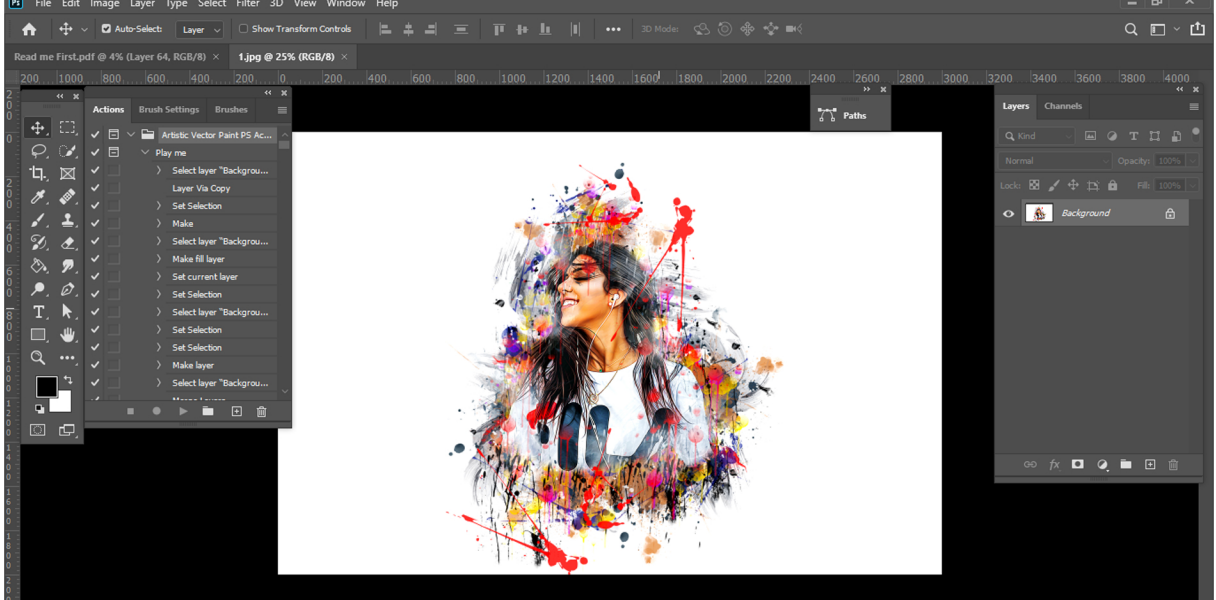 Ps File Edit Image Layer Type Select Filter 3D View Window Help
Auto-Select: Layer Show Transform Controls 3D Mode:
Read me First.pdf @ 4% (Layer 64, RGB/8) × 1.jpg @ 25% (RGB/8) ×
200 1000 800 600 400 200 0 200 400 600 800 1000 1200 1400 1600 1800 2000 2200 2400 2600 2800 3000 3200 3400 3600 3800 4000
Actions Brush Settings Brushes
Artistic Vector Paint PS Ac...
Play me
Select layer "Backgrou...
Layer Via Copy
Set Selection
Make
Select layer "Backgrou...
Make fill layer
Set current layer
Set Selection
Select layer "Backgrou...
Set Selection
Set Selection
Make layer
Select layer "Backgrou...
Merge Layers
Paths
Layers Channels
Kind
Normal Opacity: 100%
Lock: Fill: 100%
Background